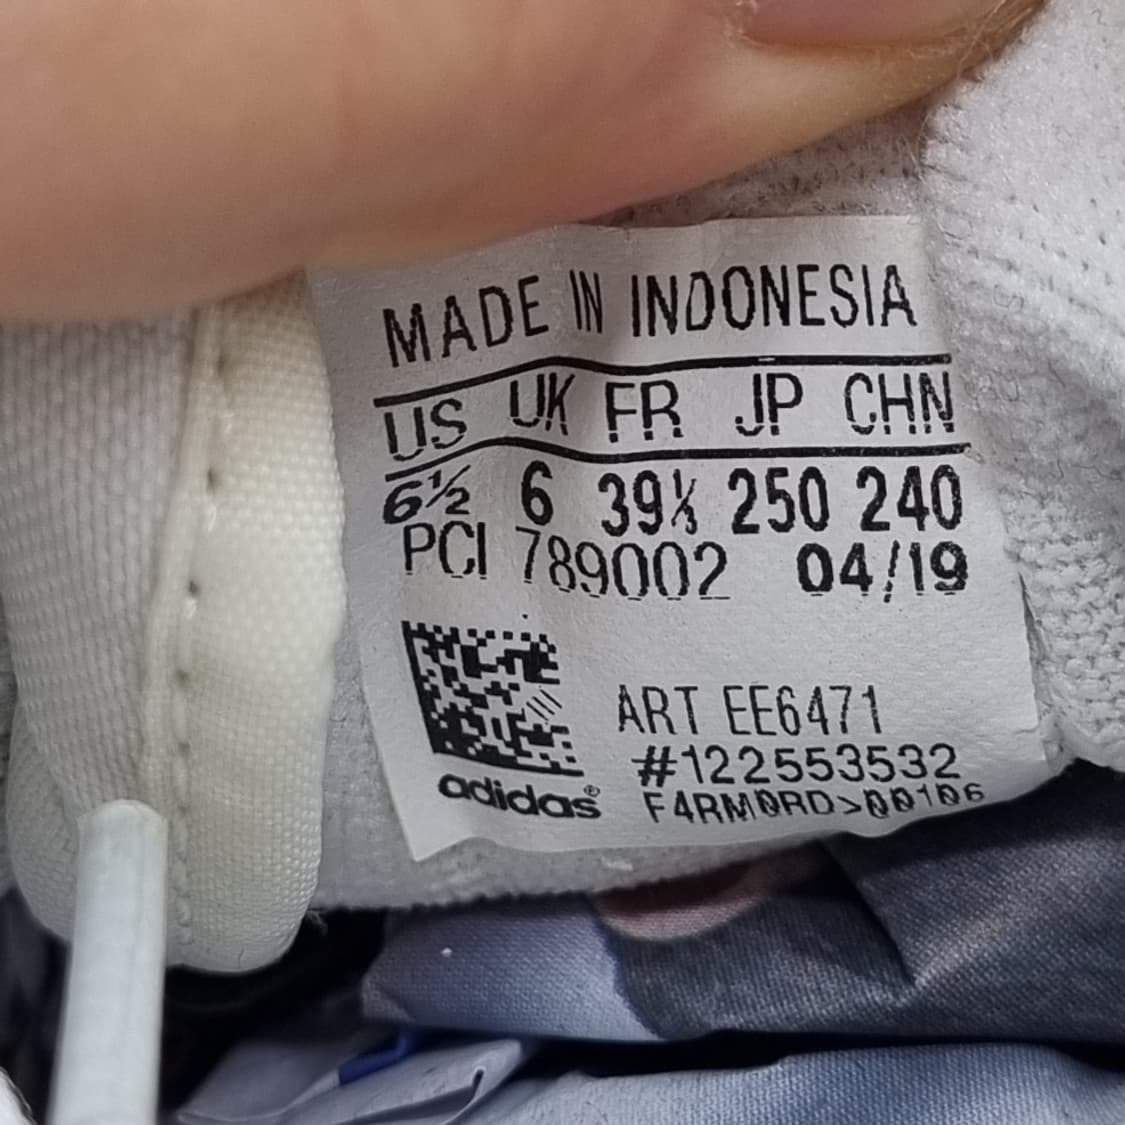 MADE IN INDONESIA
US UK FR JP CHN
6½ 6 39⅓ 250 240
PCI 789002 04/19
ART EE6471
#122553532
adidas®
F4RM0RD>00106